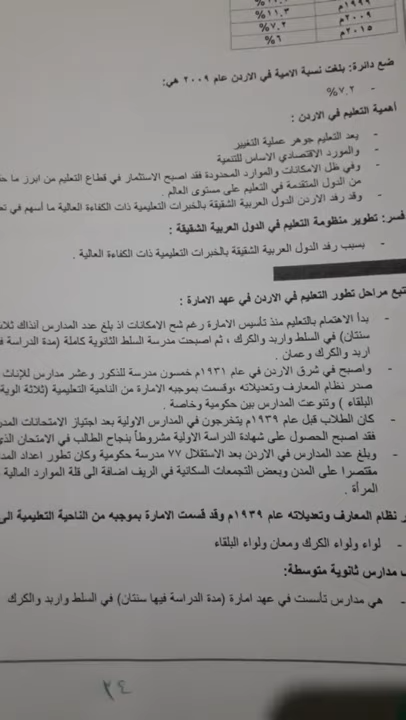 ١٩٩٩م
٢٠٠٩م ١١.٣%
٢٠١٥م ٧.٢%
٦%
ضع دائرة: بلغت نسبة الامية في الاردن عام ٢٠٠٩ هي:
- ٧.٢%
أهمية التعليم في الاردن :
- يعد التعليم جوهر عملية التغيير
- والمورد الاقتصادي الاساس للتنمية
- وفي ظل الامكانات والموارد المحدودة فقد اصبح الاستثمار في قطاع التعليم من ابرز ما
من الدول المتقدمة في التعليم على مستوى العالم .
- وقد رفد الاردن الدول العربية الشقيقة بالخبرات التعليمية ذات الكفاءة العالية ما أسهم في
فسر: تطوير منظومة التعليم في الدول العربية الشقيقة :
- بسبب رفد الدول العربية الشقيقة بالخبرات التعليمية ذات الكفاءة العالية .
تتبع مراحل تطور التعليم في الاردن في عهد الامارة :
- بدأ الاهتمام بالتعليم منذ تأسيس الامارة رغم شح الامكانات اذ بلغ عدد المدارس آنذاك
سنتان) في السلط واربد والكرك ، ثم اصبحت مدرسة السلط الثانوية كاملة (مدة الدراسة
اربد والكرك وعمان .
- واصبح في شرق الاردن في عام ١٩٣١م خمسون مدرسة للذكور وعشر مدارس للإناث
صدر نظام المعارف وتعديلاته ،وقسمت بموجبه الامارة من الناحية التعليمية (ثلاثة الوية
البلقاء ) وتنوعت المدارس بين حكومية وخاصة .
- كان الطلاب قبل عام ١٩٣٩م يتخرجون في المدارس الاولية بعد اجتياز الامتحانات
فقد اصبح الحصول على شهادة الدراسة الاولية مشروطاً بنجاح الطالب في الامتحان
- وبلغ عدد المدارس في الاردن بعد الاستقلال ٧٧ مدرسة حكومية وكان تطور اعداد
مقتصرا على المدن وبعض التجمعات السكانية في الريف اضافة الى قلة الموارد المالية
المرأة .
نظام المعارف وتعديلاته عام ١٩٣٩م وقد قسمت الامارة بموجبه من الناحية التعليمية
- لواء ولواء الكرك ومعان ولواء البلقاء
مدارس ثانوية متوسطة:
- هي مدارس تأسست في عهد امارة (مدة الدراسة فيها سنتان) في السلط واربد والكرك
٣٤